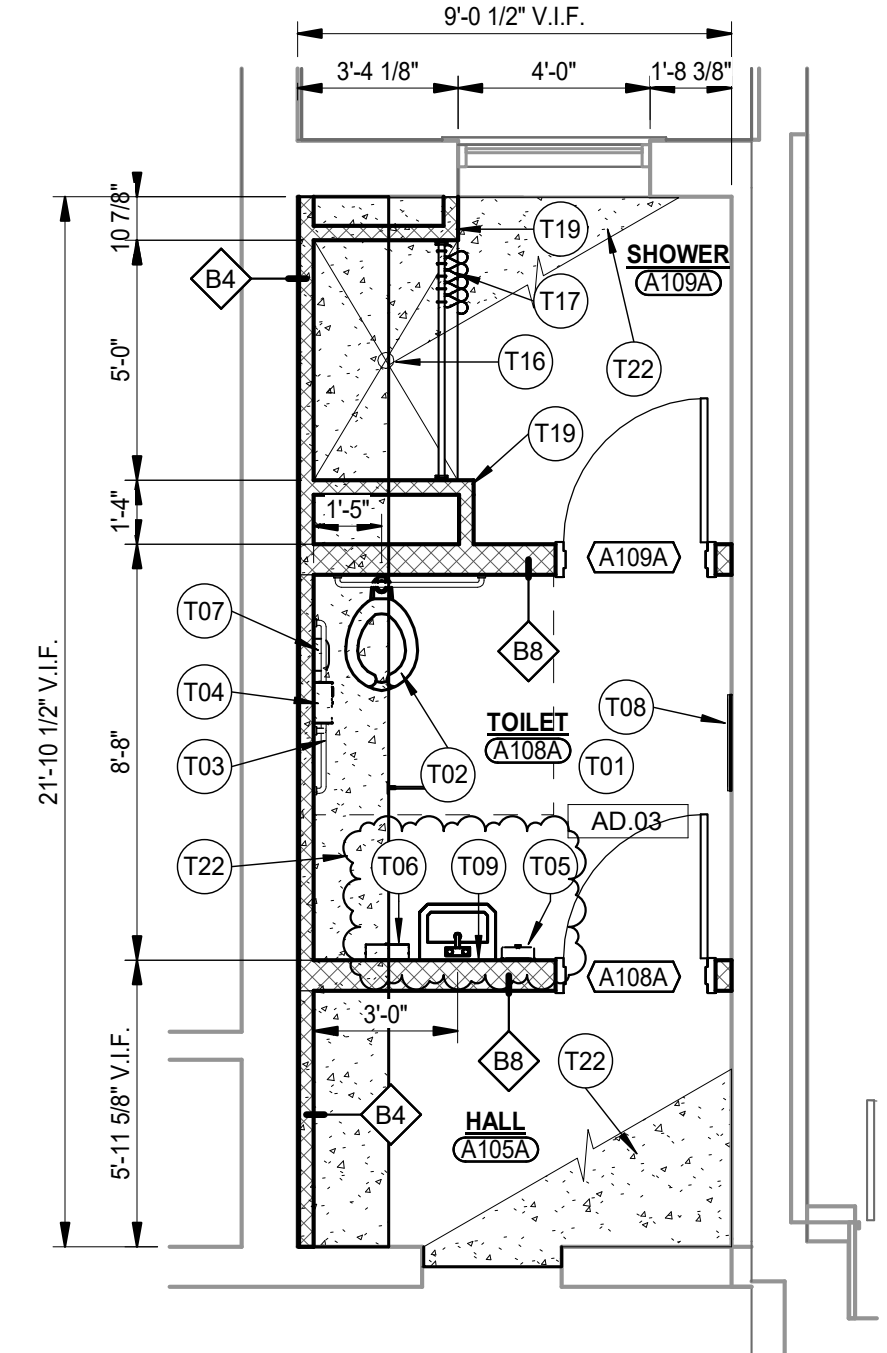 9'-0 1/2" V.I.F.
3'-4 1/8"
4'-0"
1'-8 3/8"
10 7/8"
T19
SHOWER
A109A
B4
T17
5'-0"
T16
T22
T19
1'-4"
1'-5"
A109A
T07
B8
T04
TOILET
A108A
T08
21'-10 1/2" V.I.F.
8'-8"
T03
T02
T01
AD.03
T22
T06
T09
T05
A108A
3'-0"
B8
T22
5'-11 5/8" V.I.F.
B4
HALL
A105A